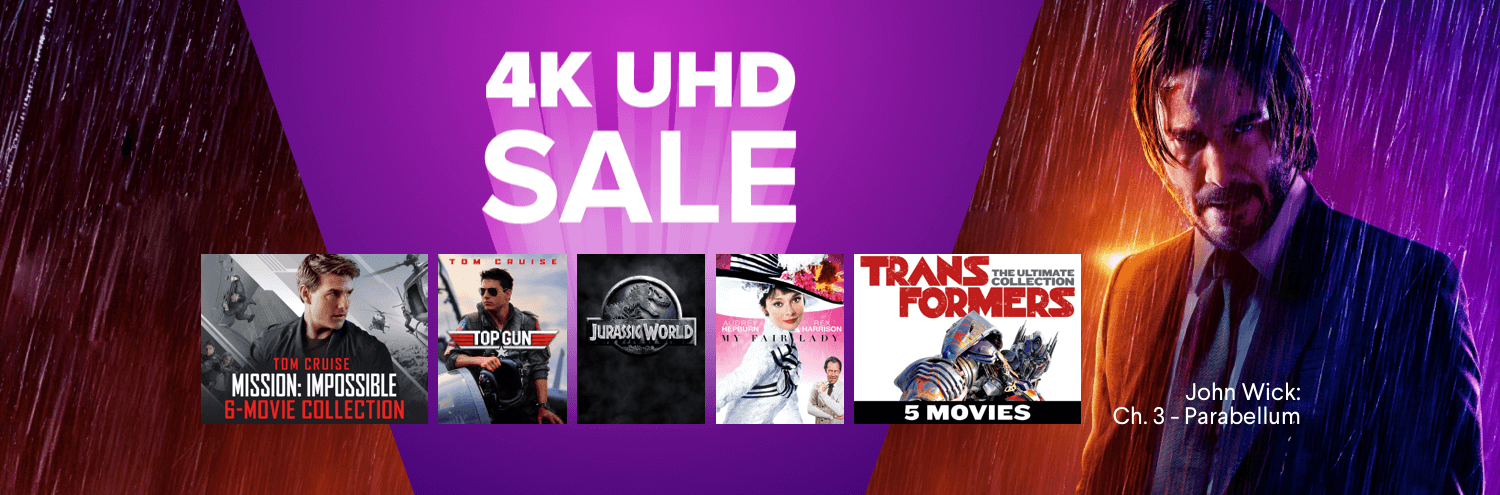 4K UHD
SALE
TOM CRUISE
MISSION: IMPOSSIBLE
6-MOVIE COLLECTION
TOM CRUISE
TOP GUN
JURASSIC WORLD
AUDREY HEPBURN
REX HARRISON
MY FAIR LADY
TRANS
FORMERS
THE ULTIMATE
COLLECTION
5 MOVIES
John Wick:
Ch. 3 - Parabellum